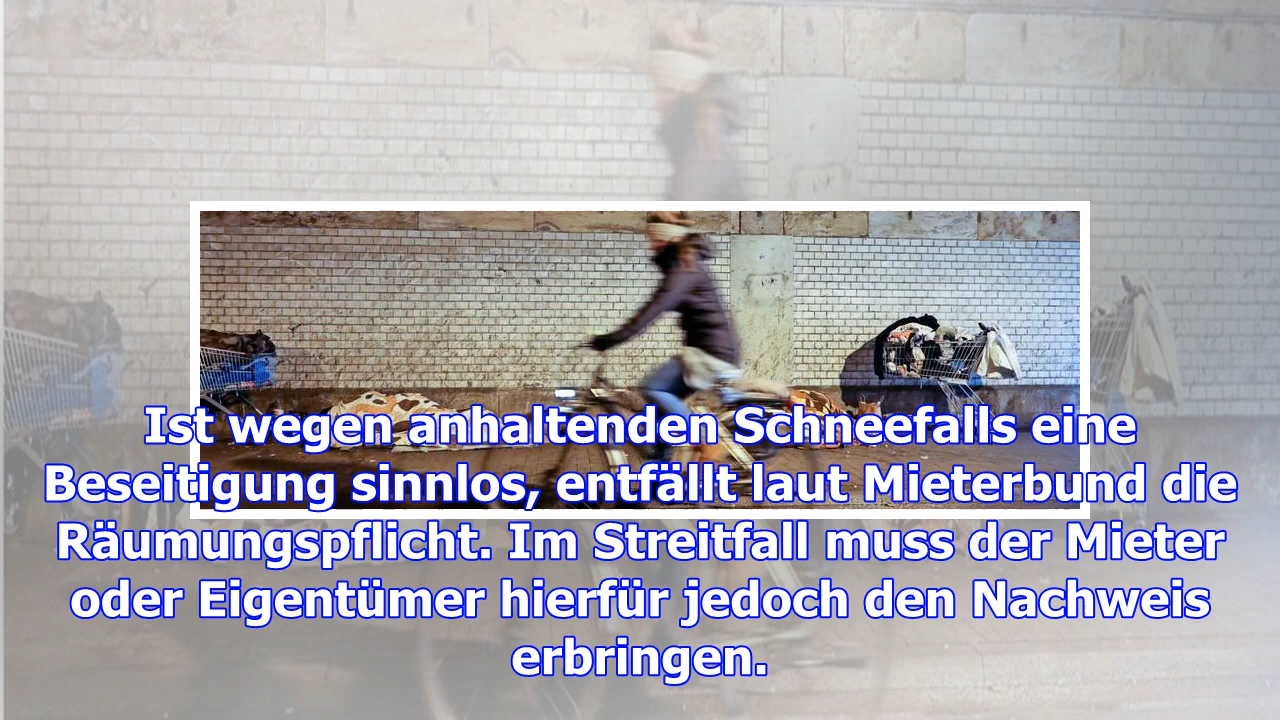 Ist wegen anhaltenden Schneefalls eine
Beseitigung sinnlos, entfällt laut Mieterbund die
Räumungspflicht. Im Streitfall muss der Mieter
oder Eigentümer hierfür jedoch den Nachweis
erbringen.